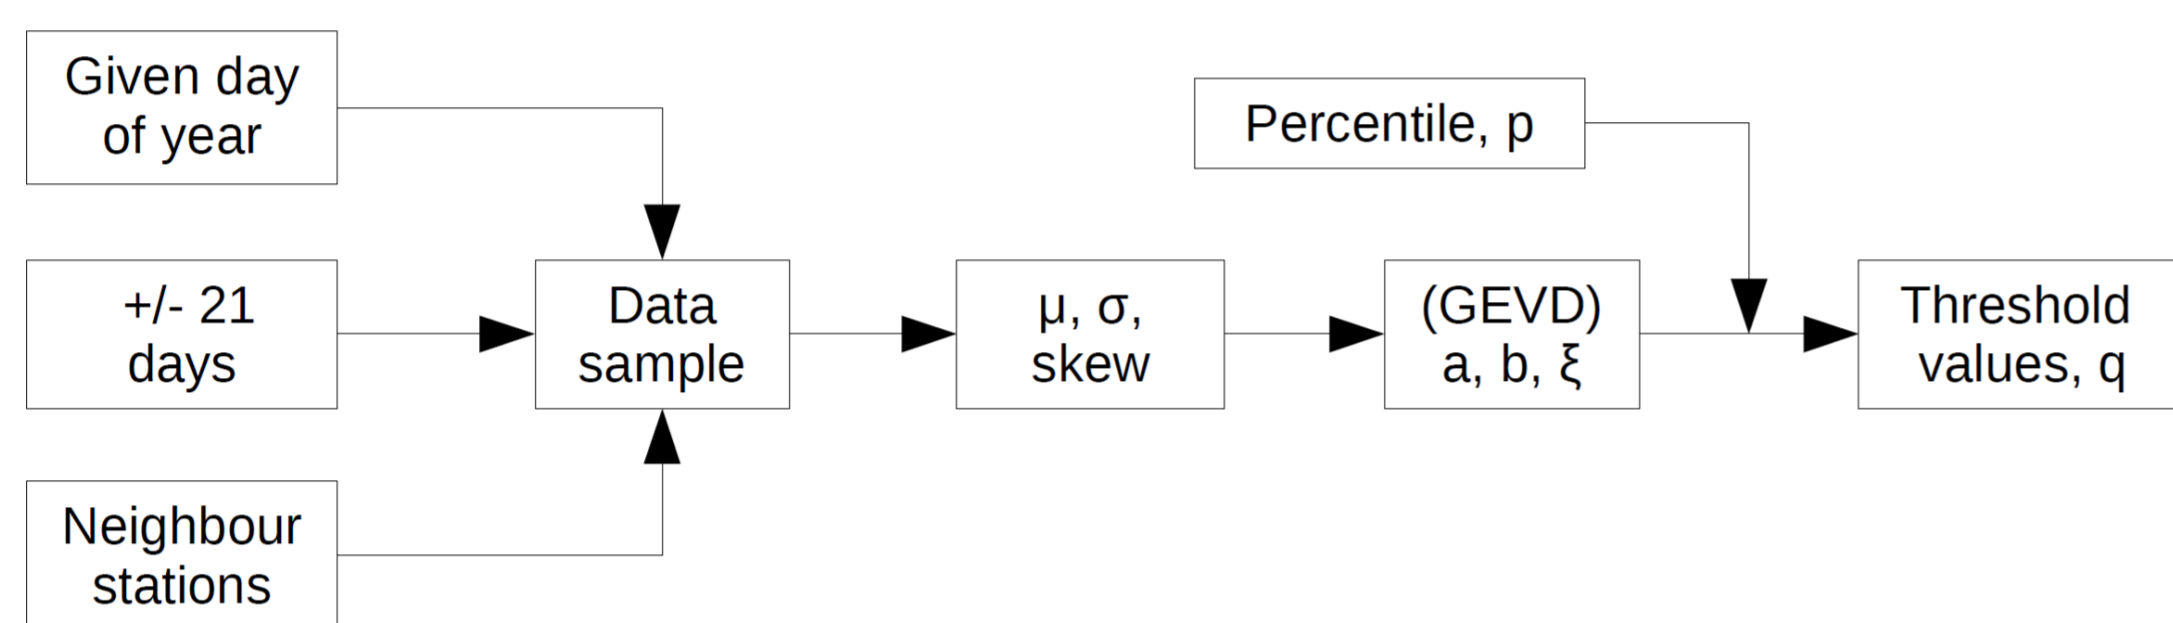 Given day
of year
Percentile, p
+/- 21
days
Data
sample
μ, σ,
skew
(GEVD)
a, b, ξ
Threshold
values, q
Neighbour
stations